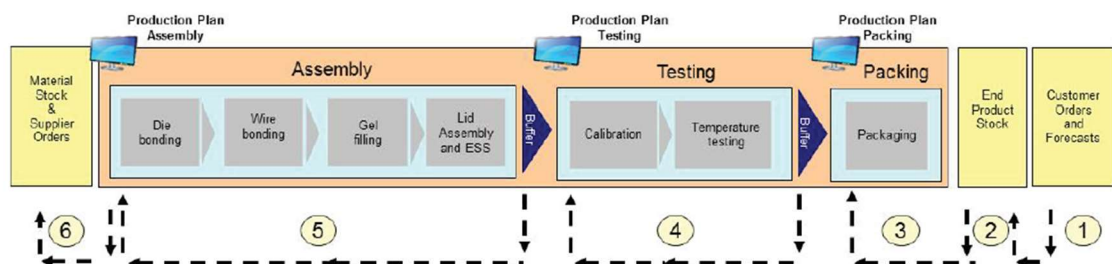 Production Plan
Assembly
Production Plan
Testing
Production Plan
Packing
Material
Stock
&
Supplier
Orders
Assembly
Die
bonding
Wire
bonding
Gel
filling
Lid
Assembly
and ESS
Buffer
Testing
Calibration
Temperature
testing
Buffer
Packing
Packaging
End
Product
Stock
Customer
Orders
and
Forecasts
6
5
4
3
2
1